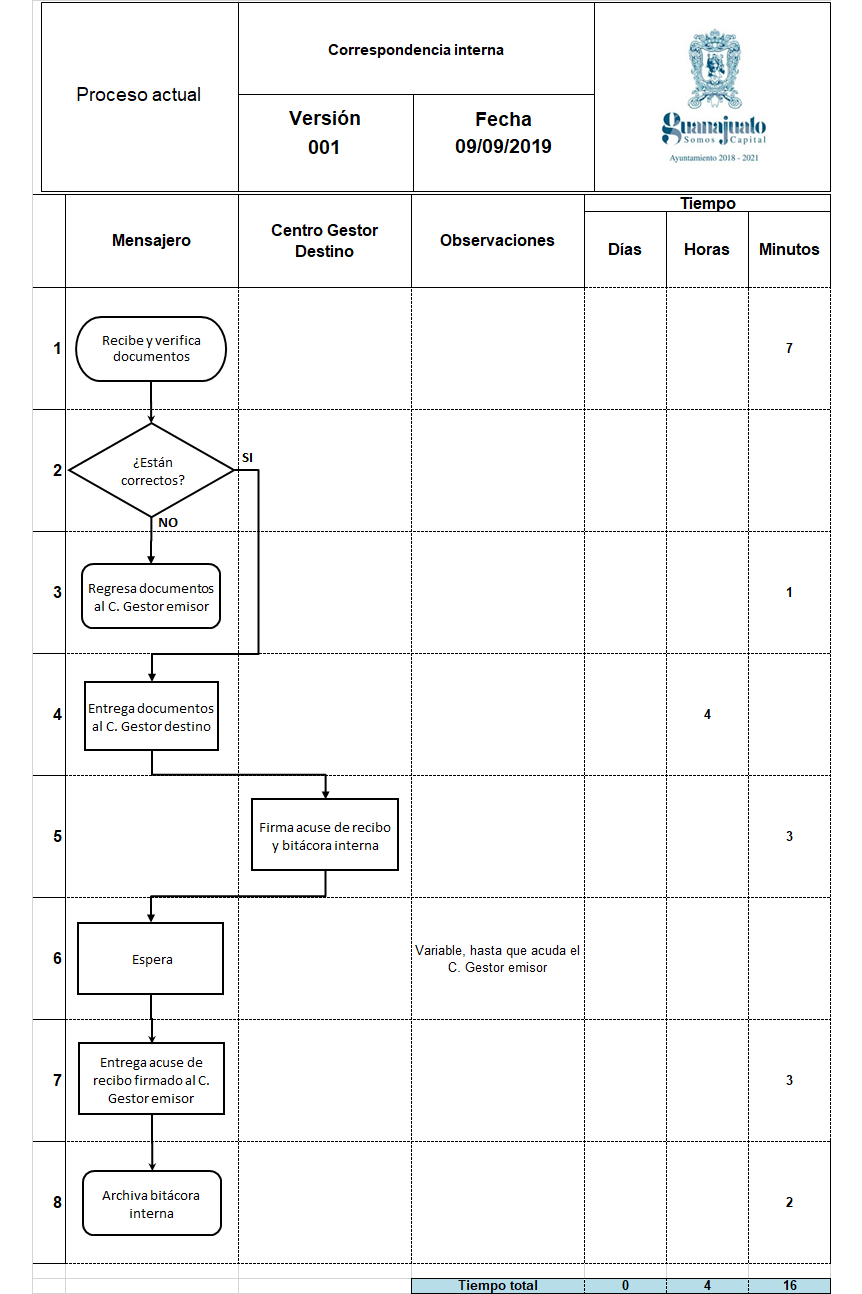 Proceso actual
Correspondencia interna
Versión
001
Fecha
09/09/2019
guanajuato
Somos Capital
Ayuntamiento 2018 - 2021
Mensajero
Centro Gestor
Destino
Observaciones
Tiempo
Días
Horas
Minutos
1
Recibe y verifica
documentos
7
2
¿Están
correctos?
SI
NO
3
Regresa documentos
al C. Gestor emisor
1
4
Entrega documentos
al C. Gestor destino
4
5
Firma acuse de recibo
y bitácora interna
3
6
Espera
Variable, hasta que acuda el
C. Gestor emisor
7
Entrega acuse de
recibo firmado al C.
Gestor emisor
3
8
Archiva bitácora
interna
2
Tiempo total
0
4
16